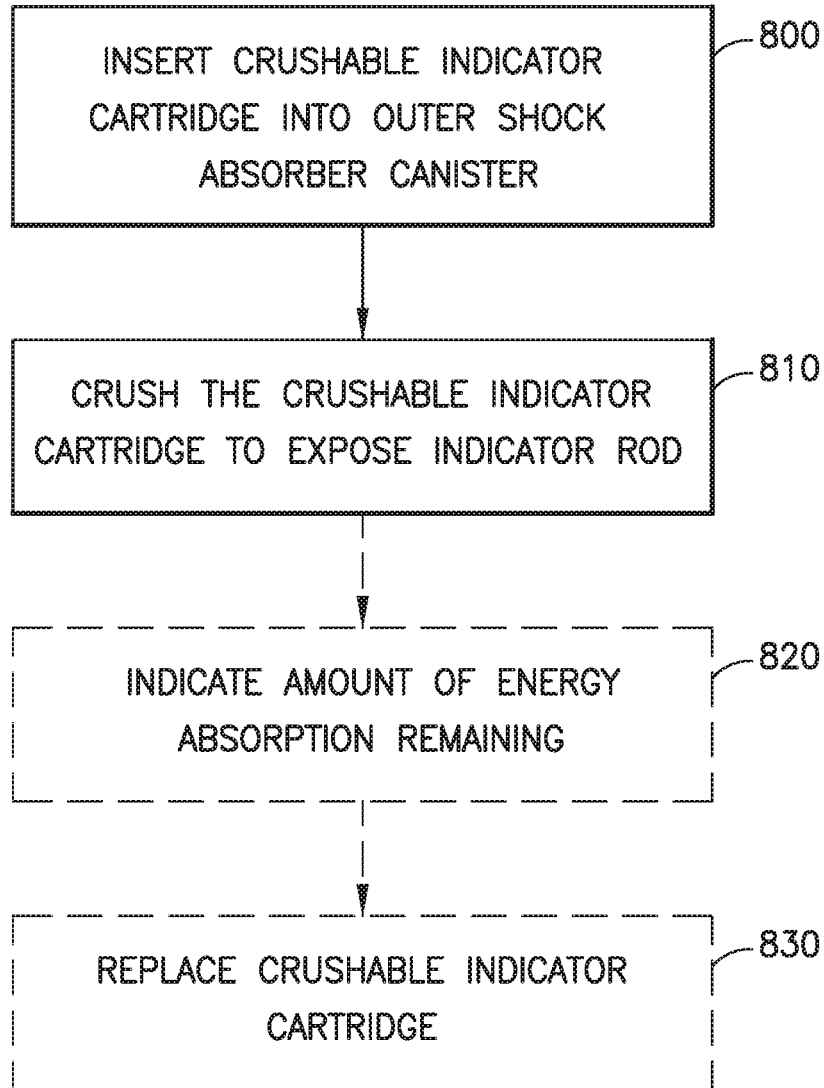 INSERT CRUSHABLE INDICATOR
CARTRIDGE INTO OUTER SHOCK
ABSORBER CANISTER
800
CRUSH THE CRUSHABLE INDICATOR
CARTRIDGE TO EXPOSE INDICATOR ROD
810
INDICATE AMOUNT OF ENERGY
ABSORPTION REMAINING
820
REPLACE CRUSHABLE INDICATOR
CARTRIDGE
830